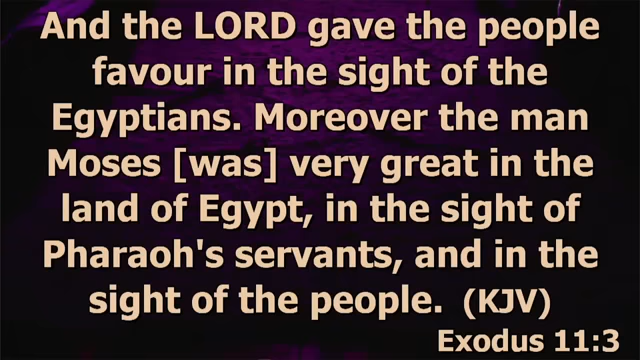 And the LORD gave the people
favour in the sight of the
Egyptians. Moreover the man
Moses [was] very great in the
land of Egypt, in the sight of
Pharaoh's servants, and in the
sight of the people. (KJV)
Exodus 11:3